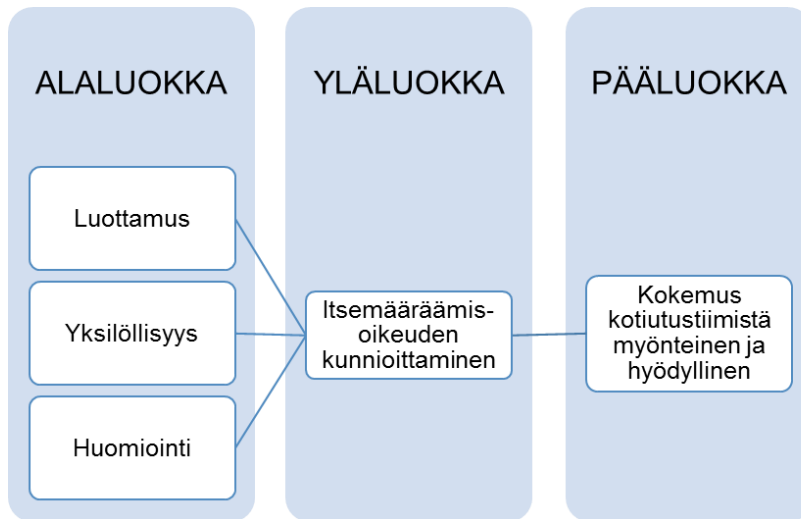 ALALUOKKA
YLÄLUOKKA
PÄÄLUOKKA
Luottamus
Yksilöllisyys
Huomiointi
Itsemääräämis-
oikeuden
kunnioittaminen
Kokemus
kotiutustiimistä
myönteinen ja
hyödyllinen